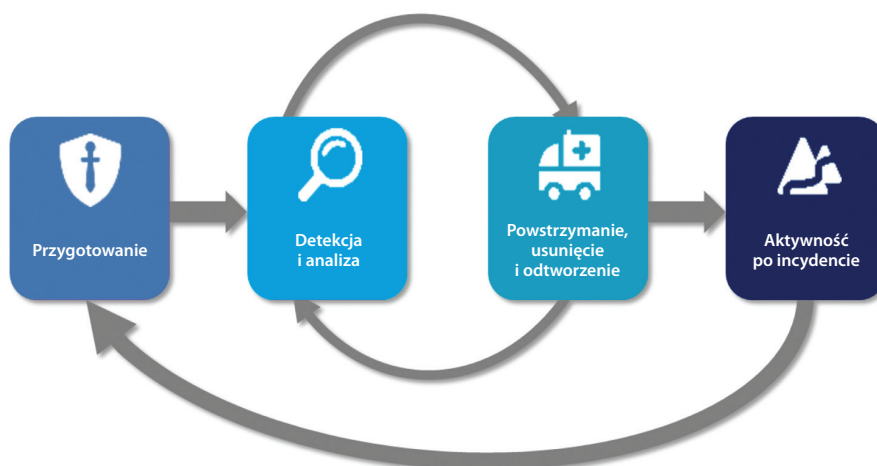 Przygotowanie
Detekcja
i analiza
Powstrzymanie,
usunięcie
i odtworzenie
Aktywność
po incydencie